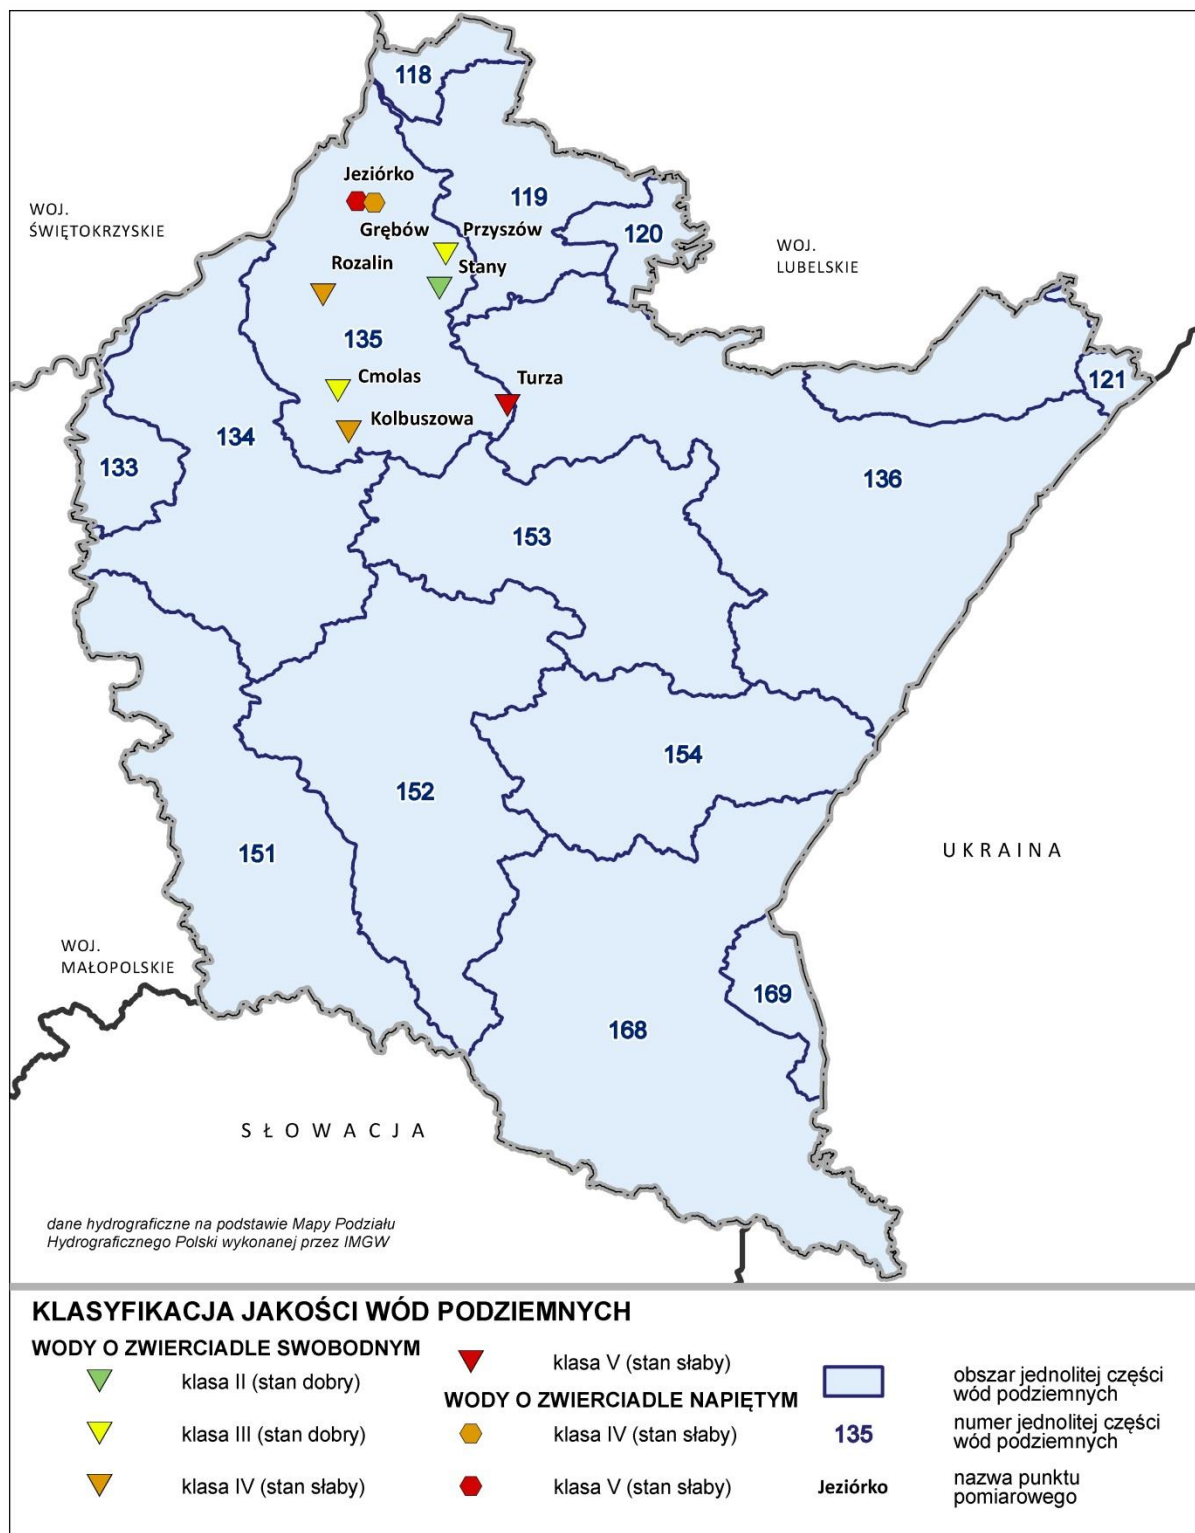 118
Jeziórko
119
WOJ.
ŚWIĘTOKRZYSKIE
Grębów
Przyszów
120
WOJ.
LUBELSKIE
Rozalin
Stany
135
Cmolas
Turza
121
Kolbuszowa
134
133
136
153
154
152
151
UKRAINA
WOJ.
MAŁOPOLSKIE
169
168
SŁOWACJA
dane hydrograficzne na podstawie Mapy Podziału
Hydrograficznego Polski wykonanej przez IMGW
KLASYFIKACJA JAKOŚCI WÓD PODZIEMNYCH
WODY O ZWIERCIADLE SWOBODNYM
klasa II (stan dobry)
klasa III (stan dobry)
klasa IV (stan słaby)
klasa V (stan słaby)
WODY O ZWIERCIADLE NAPIĘTYM
klasa IV (stan słaby)
klasa V (stan słaby)
obszar jednolitej części
wód podziemnych
135
numer jednolitej części
wód podziemnych
Jeziórko
nazwa punktu
pomiarowego